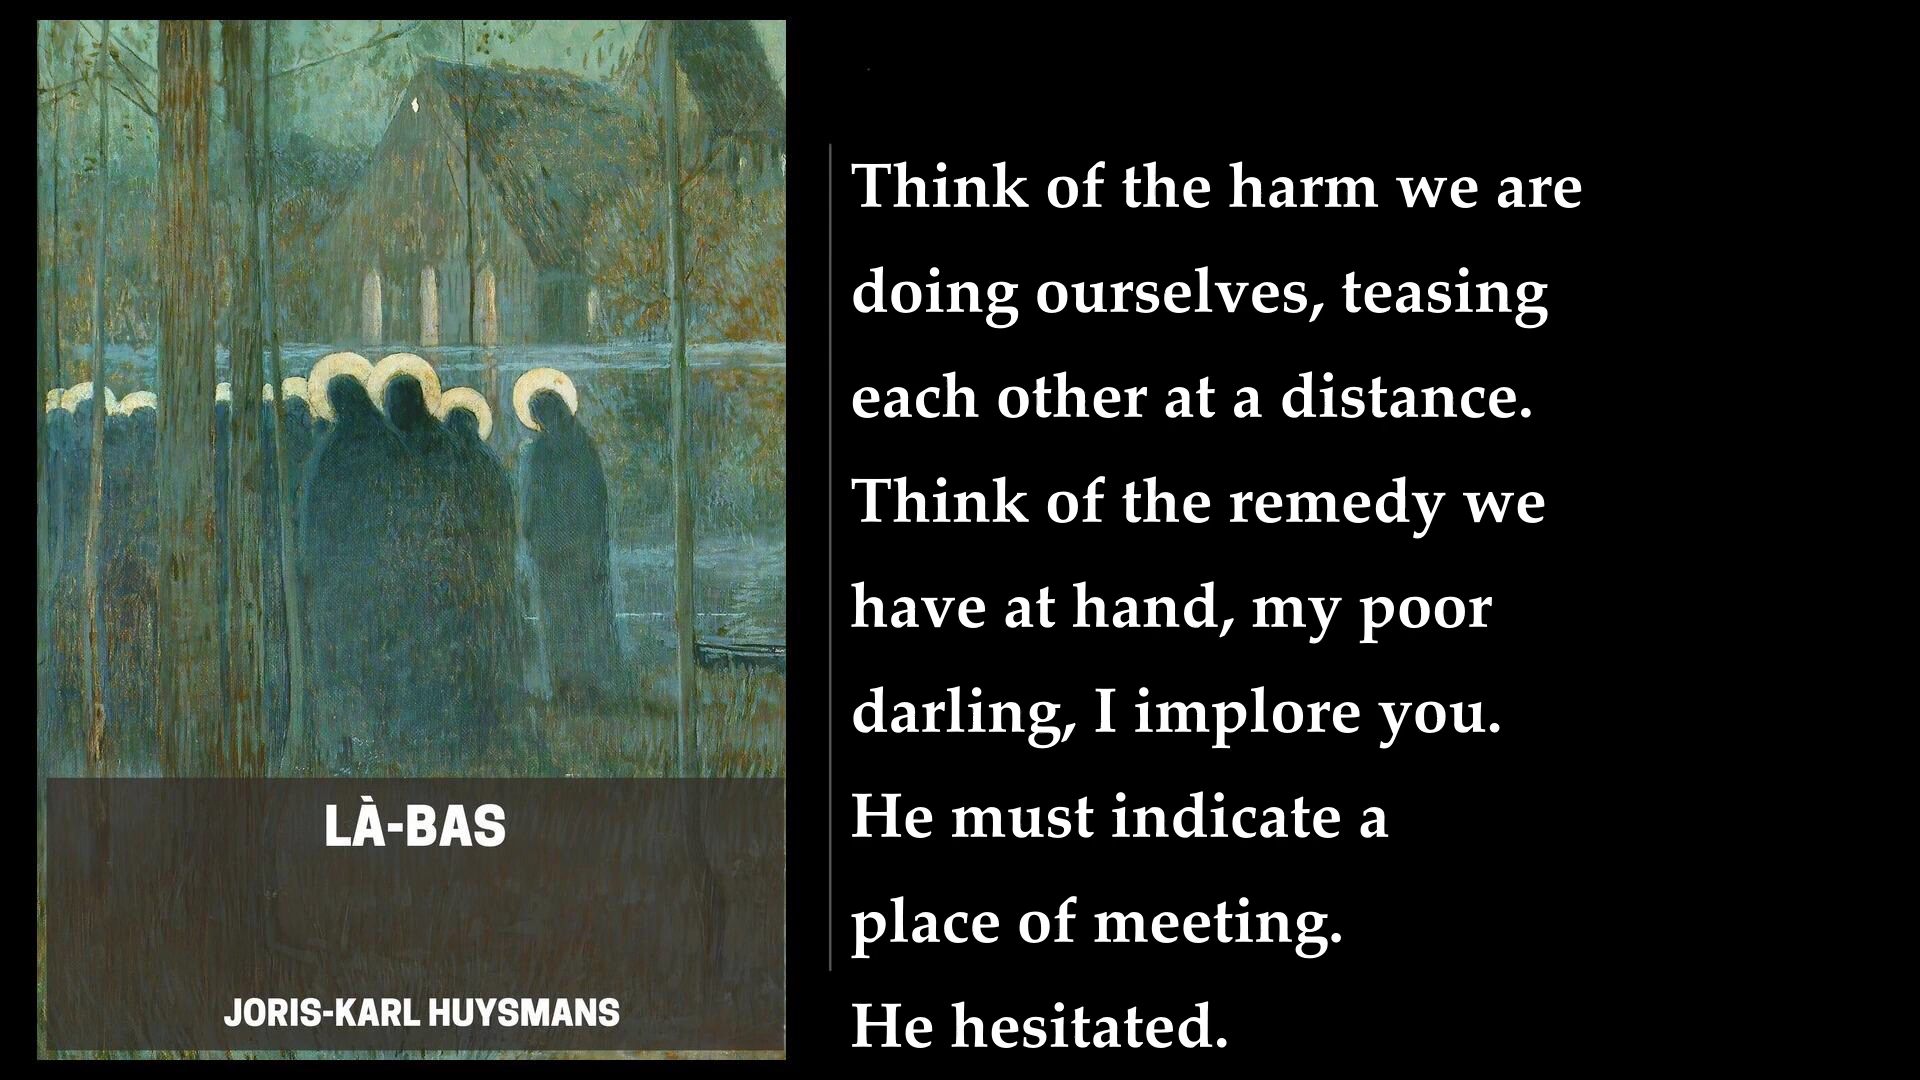 LÀ-BAS
JORIS-KARL HUYSMANS
Think of the harm we are
doing ourselves, teasing
each other at a distance.
Think of the remedy we
have at hand, my poor
darling, I implore you.
He must indicate a
place of meeting.
He hesitated.